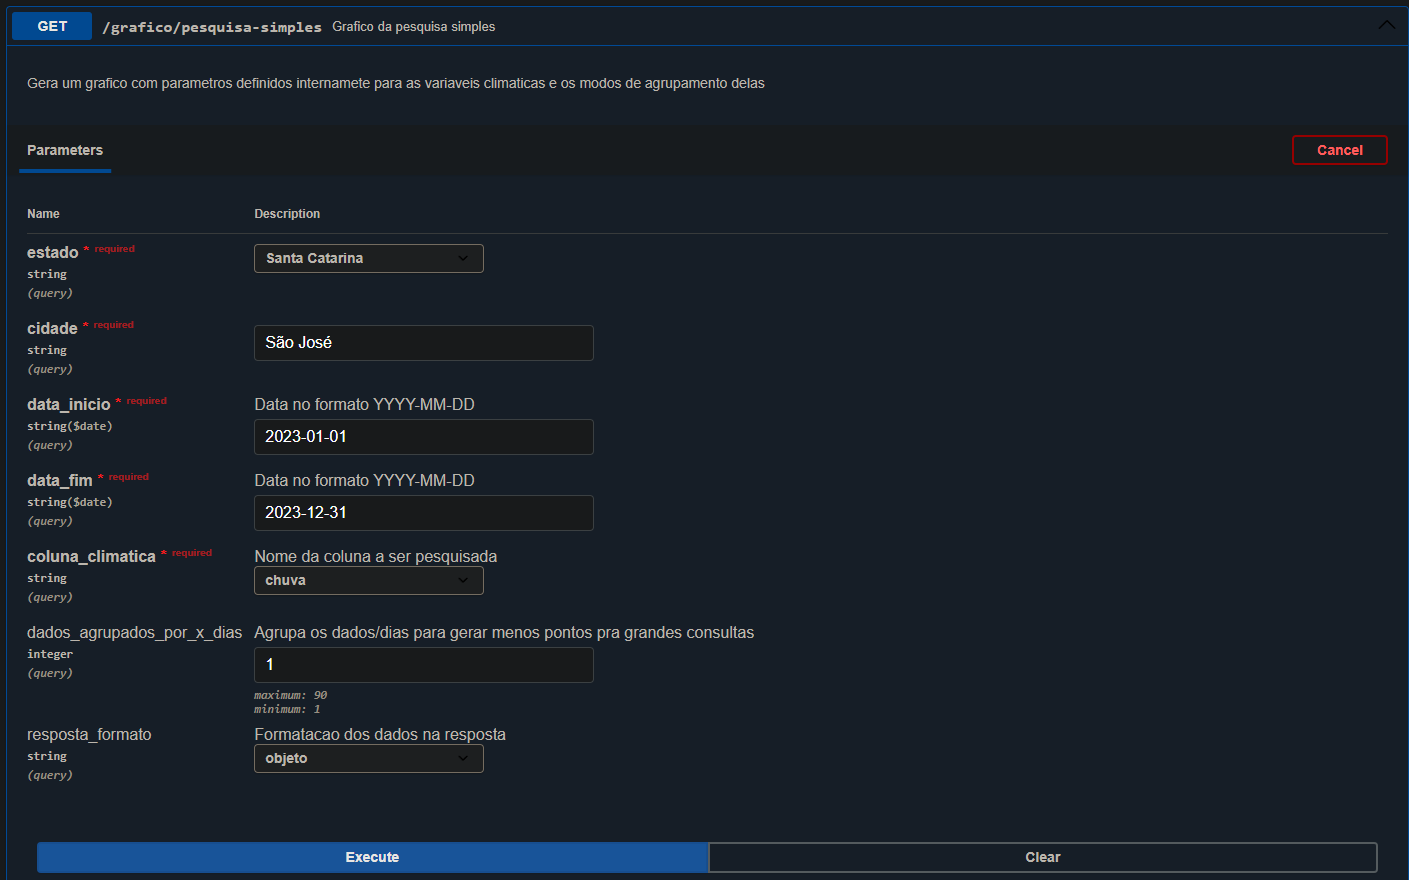 GET /grafico/pesquisa-simples Grafico da pesquisa simples
Gera um grafico com parametros definidos internamete para as variaveis climaticas e os modos de agrupamento delas
Parameters
Cancel
Name Description
estado * required
string
(query)
Santa Catarina
cidade * required
string
(query)
São José
data_inicio * required
string($date)
(query)
Data no formato YYYY-MM-DD
2023-01-01
data_fim * required
string($date)
(query)
Data no formato YYYY-MM-DD
2023-12-31
coluna_climatica * required
string
(query)
Nome da coluna a ser pesquisada
chuva
dados_agrupados_por_x_dias
integer
(query)
Agrupa os dados/dias para gerar menos pontos pra grandes consultas
1
maximum: 90
minimum: 1
resposta_formato
string
(query)
Formatacao dos dados na resposta
objeto
Execute
Clear